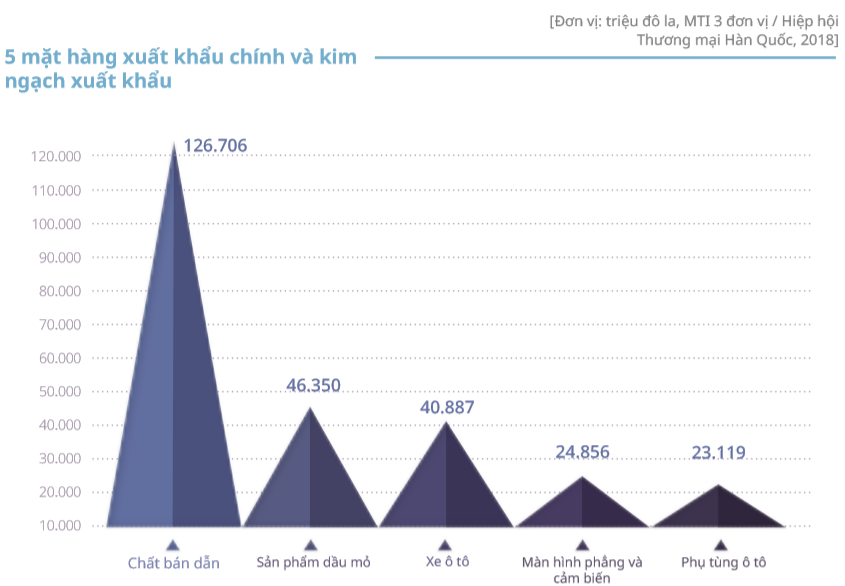 [Đơn vị: triệu đô la, MTI 3 đơn vị / Hiệp hội
Thương mại Hàn Quốc, 2018]
5 mặt hàng xuất khẩu chính và kim
ngạch xuất khẩu
126.706
120.000
110.000
100.000
90.000
80.000
70.000
60.000
50.000
46.350
40.887
40.000
30.000
24.856
23.119
20.000
10.000
Chất bán dẫn
Sản phẩm dầu mỏ
Xe ô tô
Màn hình phẳng và
cảm biến
Phụ tùng ô tô